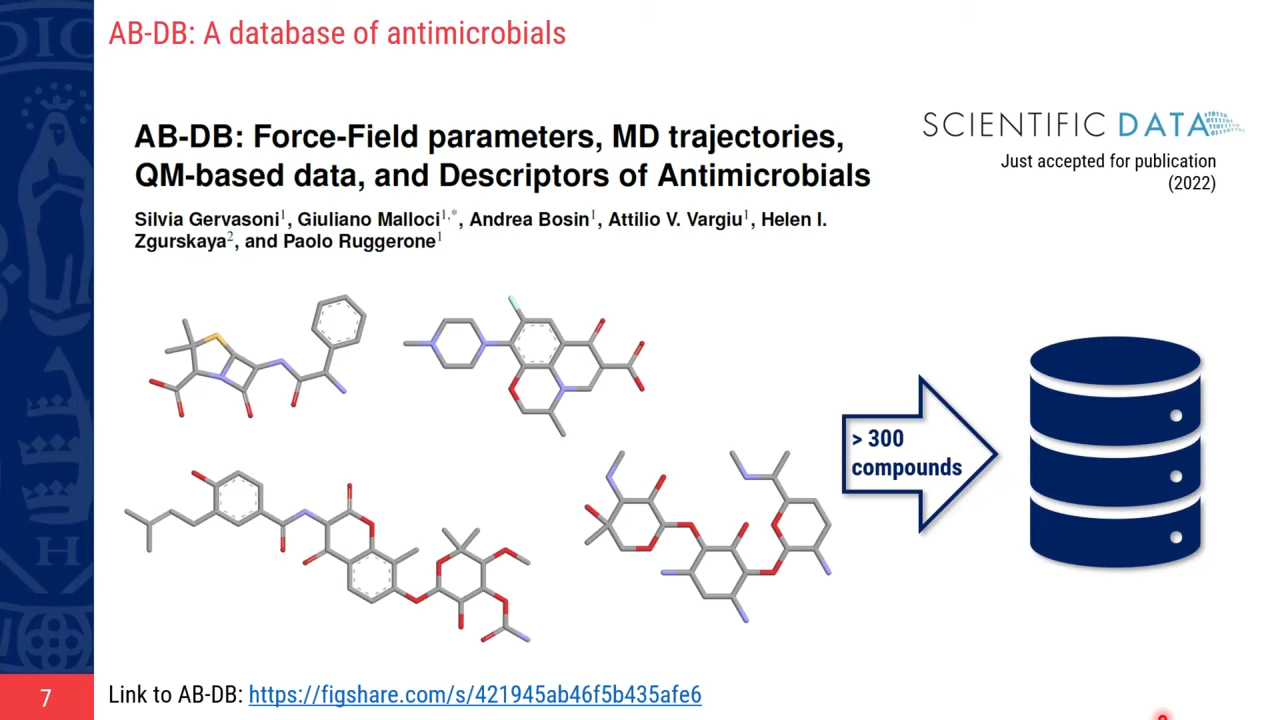 AB-DB: A database of antimicrobials
AB-DB: Force-Field parameters, MD trajectories,
QM-based data, and Descriptors of Antimicrobials
Silvia Gervasoni1, Giuliano Malloci1,*, Andrea Bosin1, Attilio V. Vargiu1, Helen I.
Zgurskaya2, and Paolo Ruggerone1
SCIENTIFIC DATA
Just accepted for publication
(2022)
> 300
compounds
7
Link to AB-DB: https://figshare.com/s/421945ab46f5b435afe6